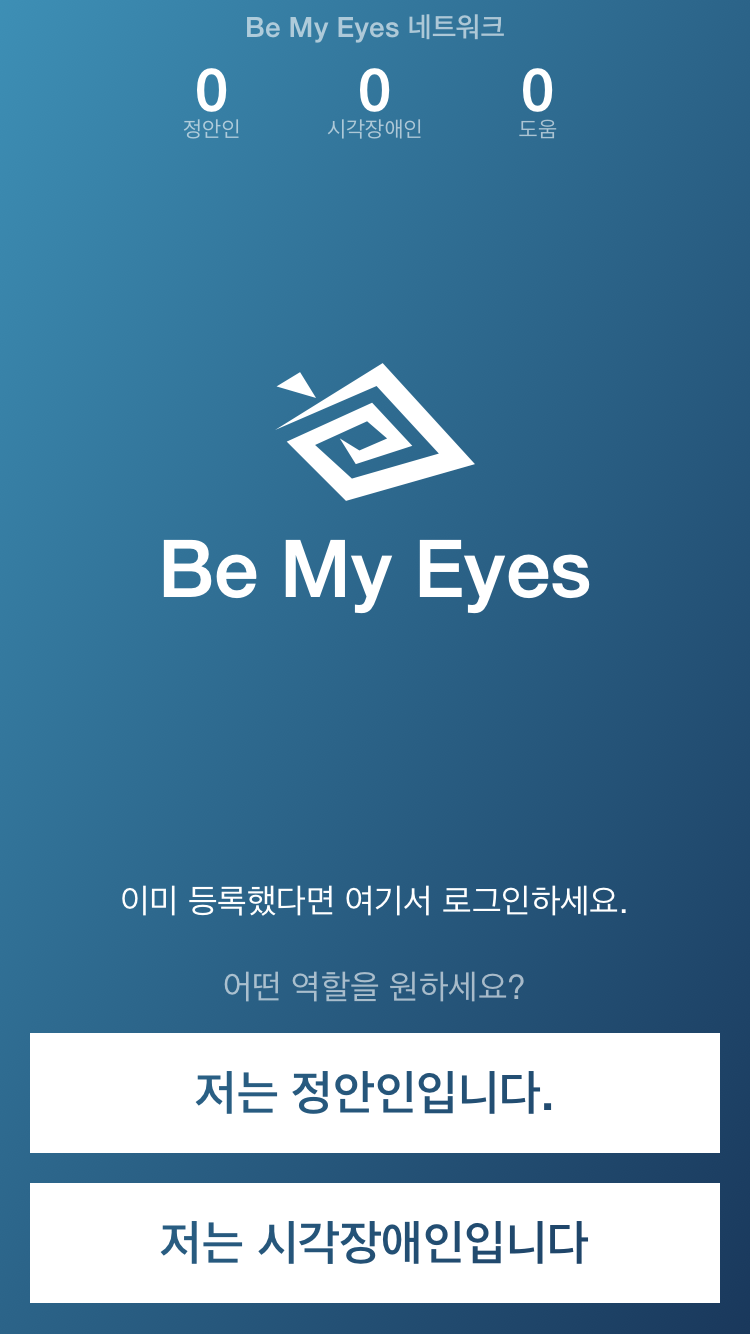 Be My Eyes 네트워크
0 0 0
정안인 시각장애인 도움
Be My Eyes
이미 등록했다면 여기서 로그인하세요.
어떤 역할을 원하세요?
저는 정안인입니다.
저는 시각장애인입니다